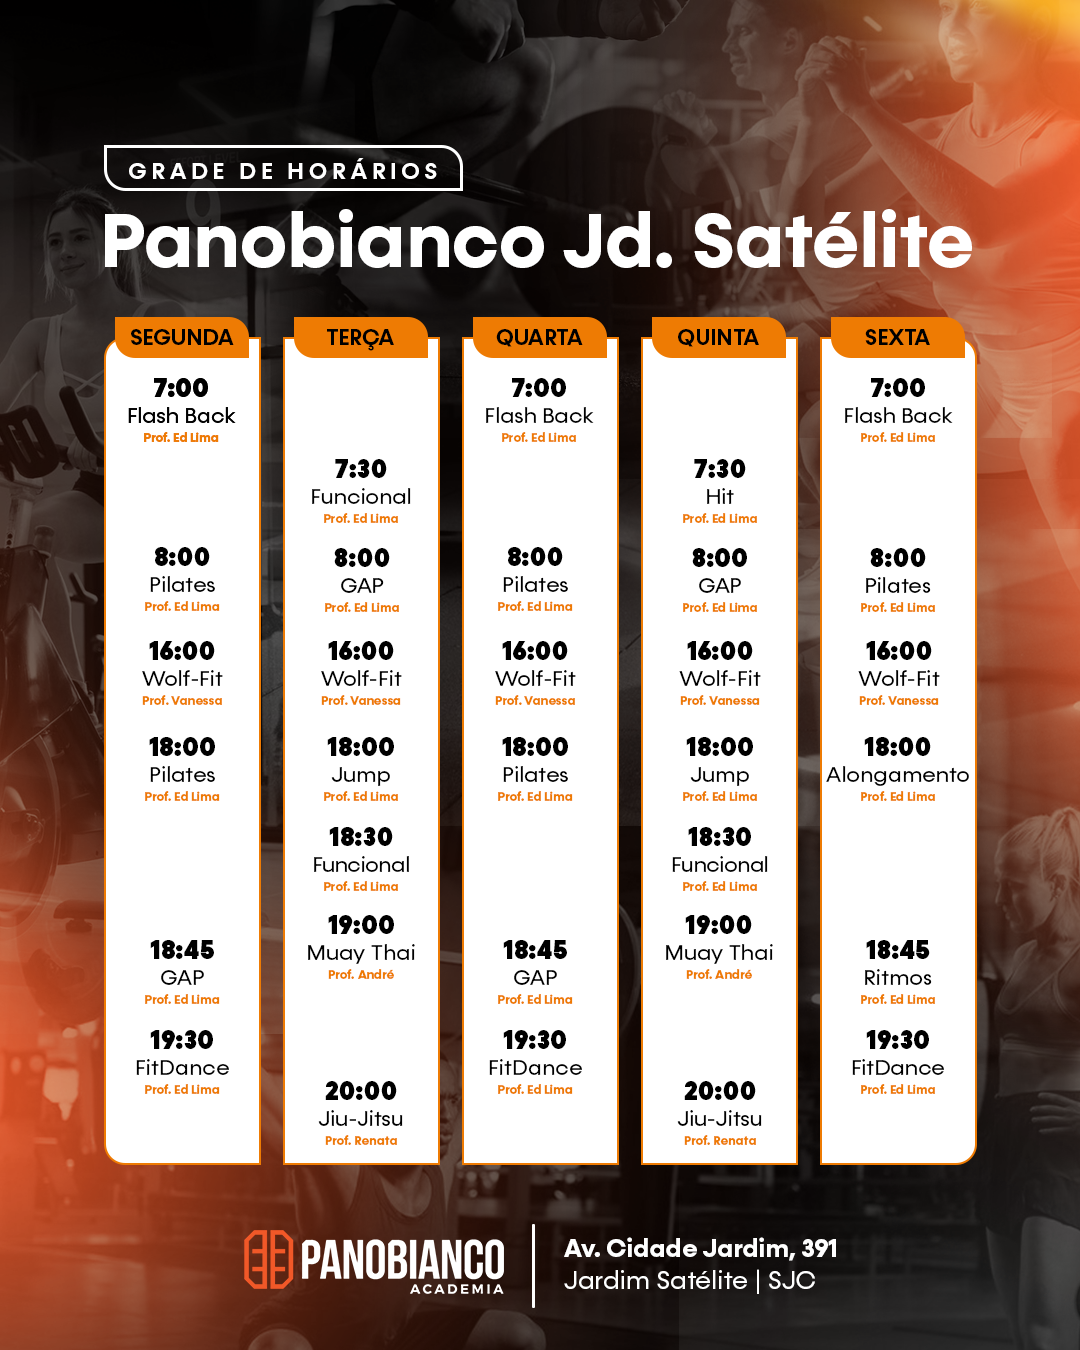 GRADE DE HORÁRIOS
Panobianco Jd. Satélite
SEGUNDA
7:00
Flash Back
Prof. Ed Lima
8:00
Pilates
Prof. Ed Lima
16:00
Wolf-Fit
Prof. Vanessa
18:00
Pilates
Prof. Ed Lima
18:45
GAP
Prof. Ed Lima
19:30
FitDance
Prof. Ed Lima
TERÇA
7:30
Funcional
Prof. Ed Lima
8:00
GAP
Prof. Ed Lima
16:00
Wolf-Fit
Prof. Vanessa
18:00
Jump
Prof. Ed Lima
18:30
Funcional
Prof. Ed Lima
19:00
Muay Thai
Prof. André
20:00
Jiu-Jitsu
Prof. Renata
QUARTA
7:00
Flash Back
Prof. Ed Lima
8:00
Pilates
Prof. Ed Lima
16:00
Wolf-Fit
Prof. Vanessa
18:00
Pilates
Prof. Ed Lima
18:45
GAP
Prof. Ed Lima
19:30
FitDance
Prof. Ed Lima
QUINTA
7:30
Hit
Prof. Ed Lima
8:00
GAP
Prof. Ed Lima
16:00
Wolf-Fit
Prof. Vanessa
18:00
Jump
Prof. Ed Lima
18:30
Funcional
Prof. Ed Lima
19:00
Muay Thai
Prof. André
20:00
Jiu-Jitsu
Prof. Renata
SEXTA
7:00
Flash Back
Prof. Ed Lima
8:00
Pilates
Prof. Ed Lima
16:00
Wolf-Fit
Prof. Vanessa
18:00
Alongamento
Prof. Ed Lima
18:45
Ritmos
Prof. Ed Lima
19:30
FitDance
Prof. Ed Lima
PANOBIANCO
ACADEMIA
Av. Cidade Jardim, 391
Jardim Satélite | SJC